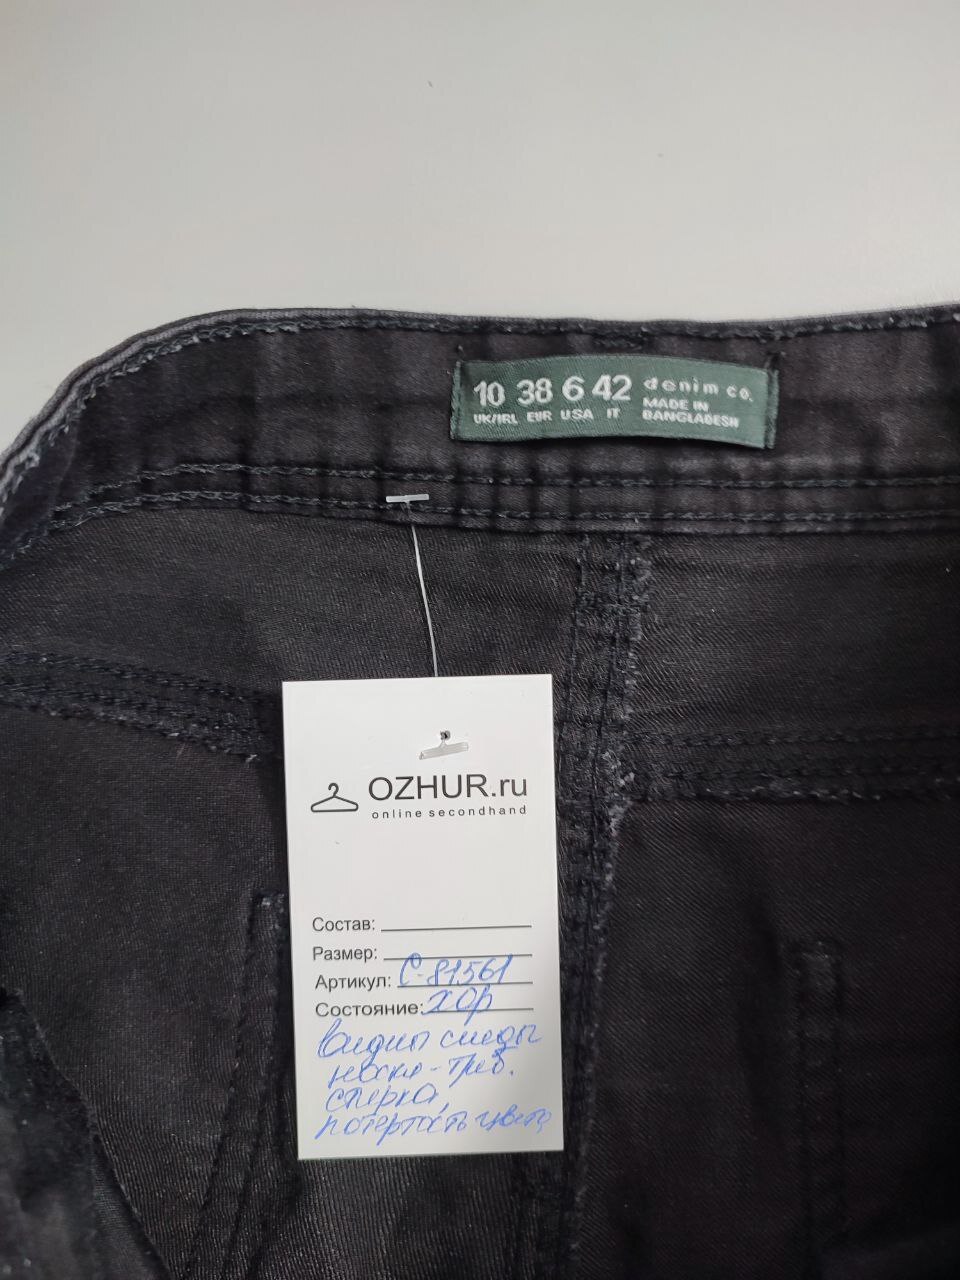 10 38 6 42 denim co.
UK/IRL EUR USA IT MADE IN
BANGLADESH
OZHUR.ru
online secondhand
Состав:
Размер:
Артикул: С-81561
Состояние: хор
видны следы
носки - треб.
стирка,
потертость цвета